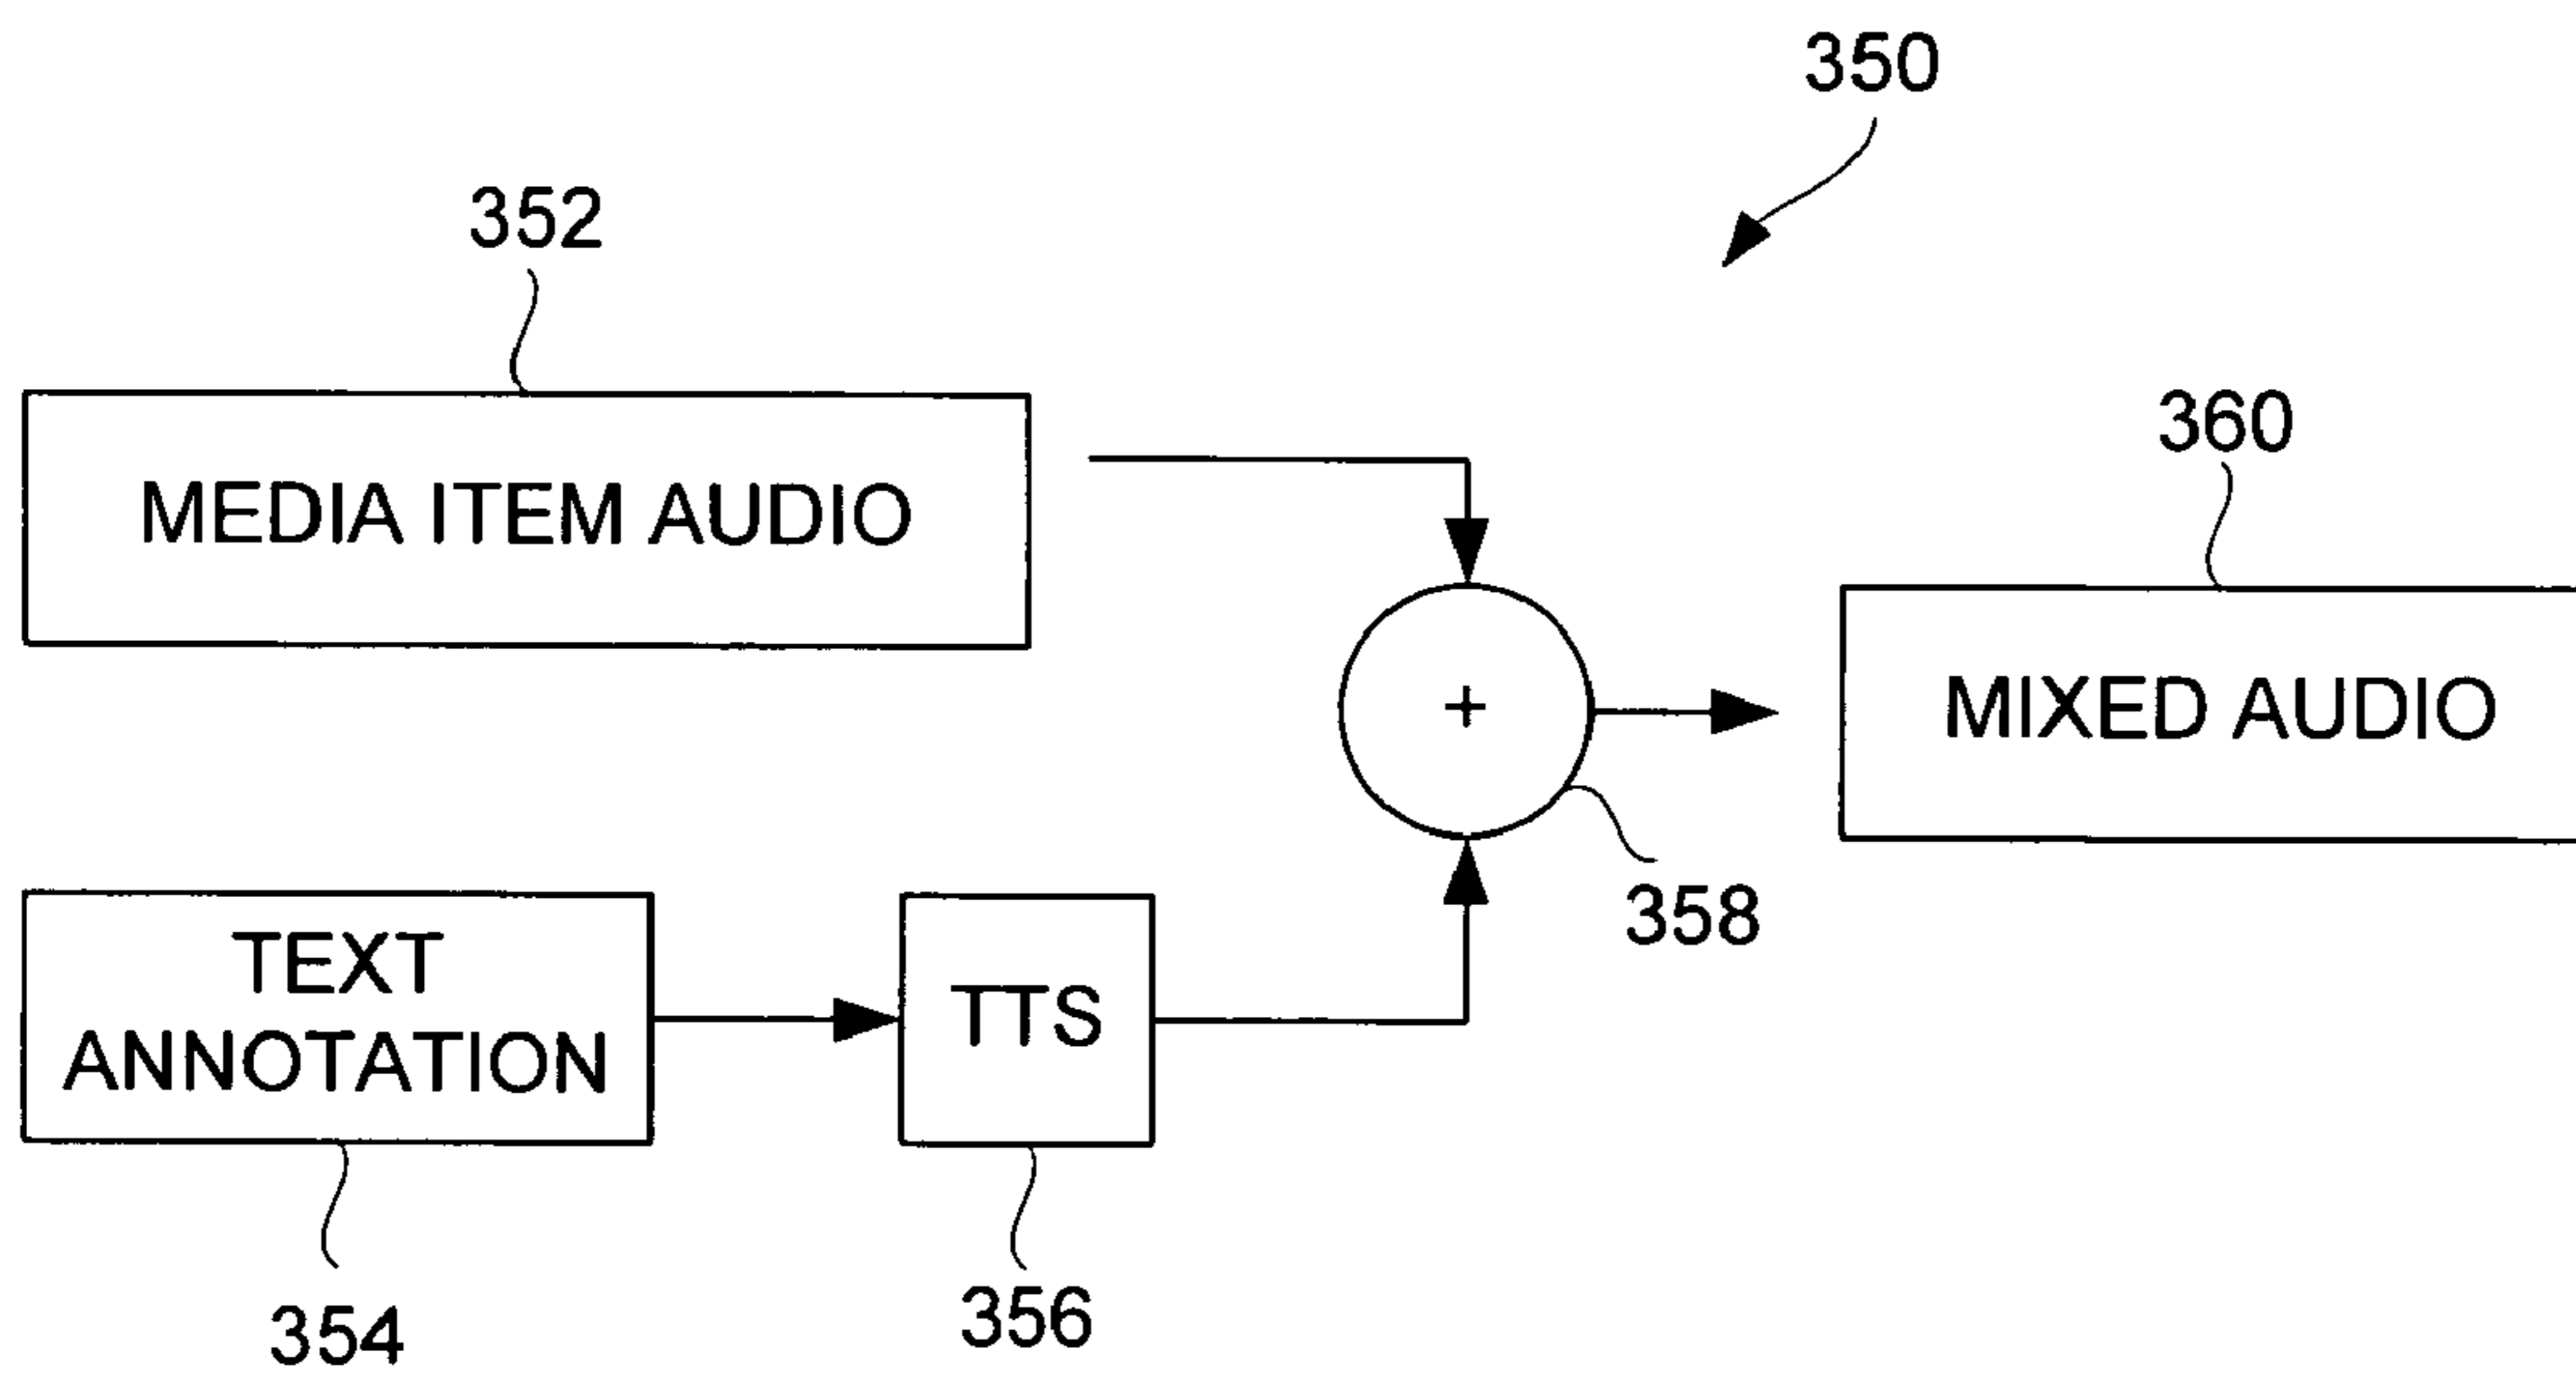 350
352
MEDIA ITEM AUDIO
360
+
MIXED AUDIO
358
TEXT
ANNOTATION
TTS
354
356